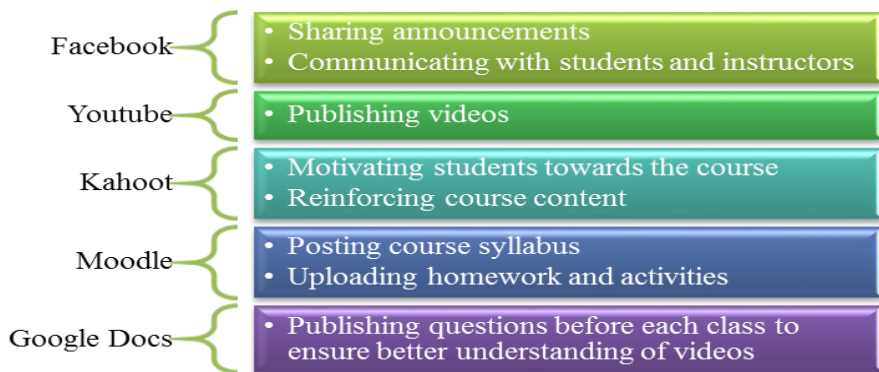 Facebook
• Sharing announcements
• Communicating with students and instructors
Youtube
• Publishing videos
Kahoot
• Motivating students towards the course
• Reinforcing course content
Moodle
• Posting course syllabus
• Uploading homework and activities
Google Docs
• Publishing questions before each class to
ensure better understanding of videos